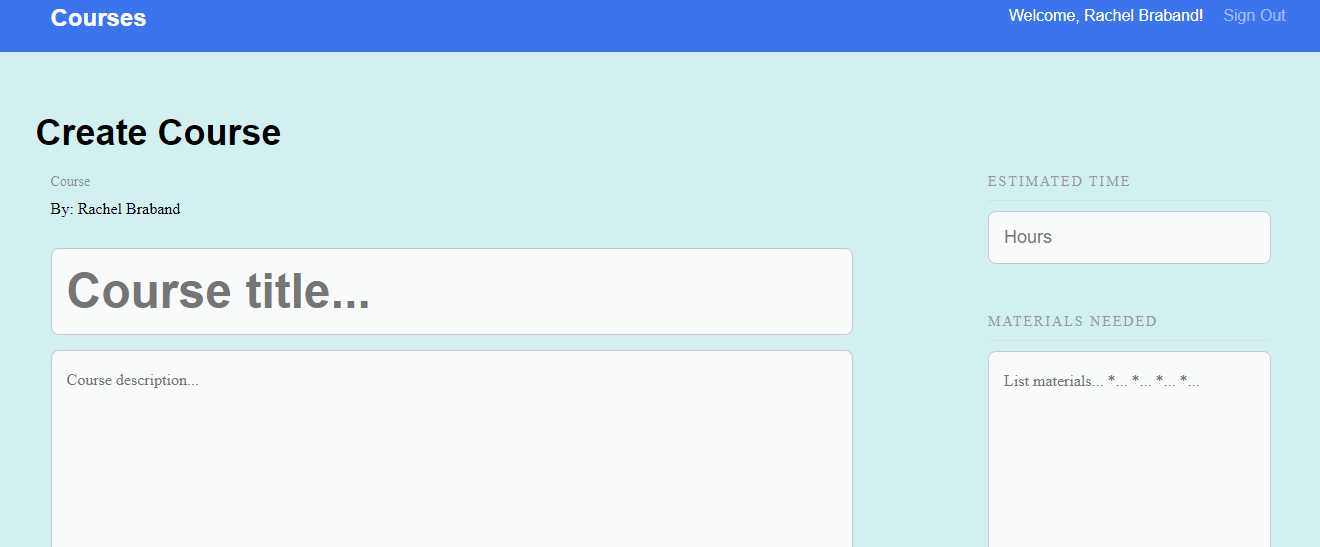 Courses
Welcome, Rachel Braband! Sign Out
Create Course
Course
By: Rachel Braband
Course title...
Course description...
ESTIMATED TIME
Hours
MATERIALS NEEDED
List materials... *... *... *... *...